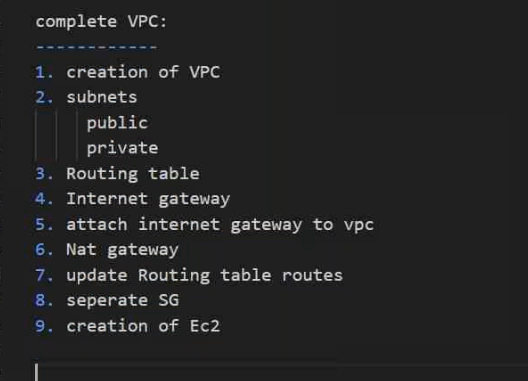 complete VPC:
------------
1. creation of VPC
2. subnets
public
private
3. Routing table
4. Internet gateway
5. attach internet gateway to vpc
6. Nat gateway
7. update Routing table routes
8. seperate SG
9. creation of Ec2